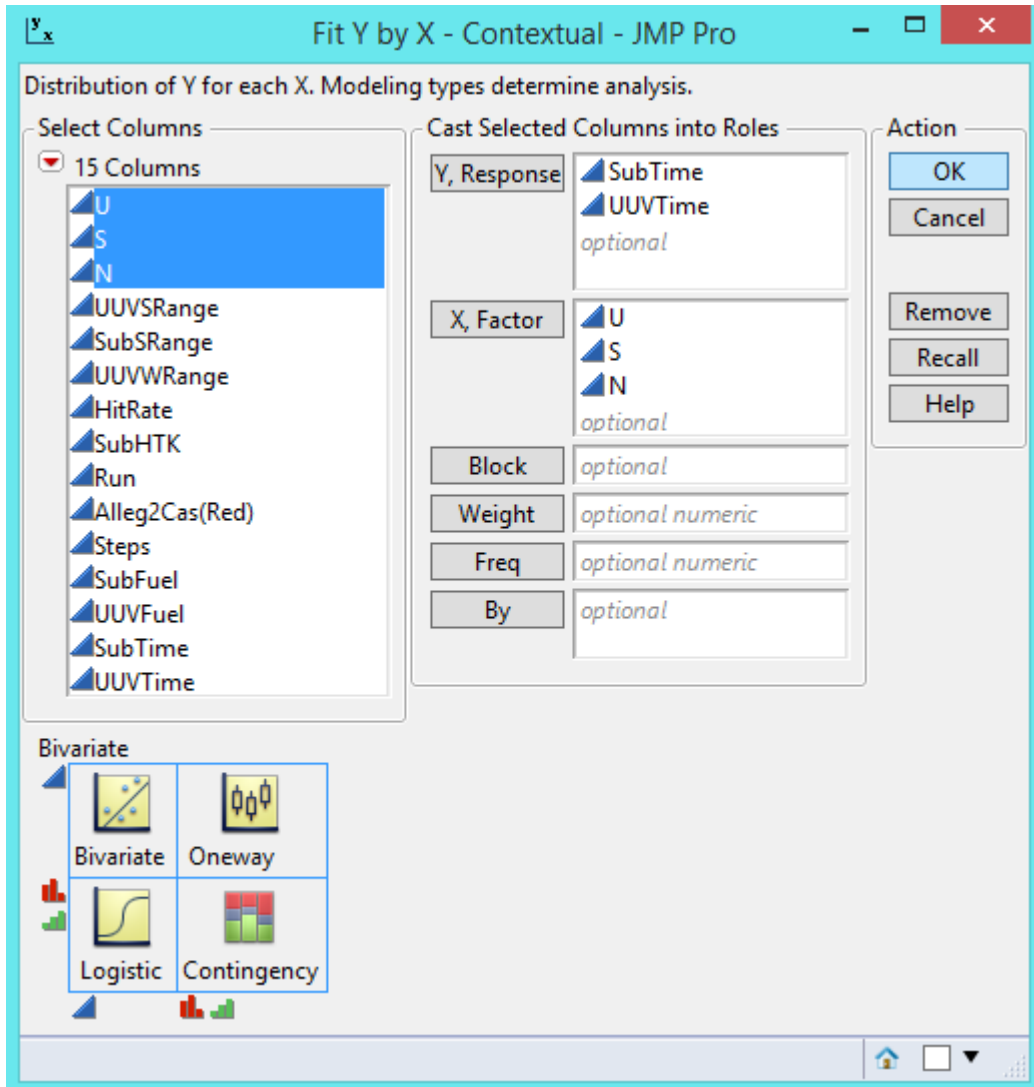 Fit Y by X - Contextual - JMP Pro
Distribution of Y for each X. Modeling types determine analysis.
Select Columns
15 Columns
U
S
N
UUVSRange
SubSRange
UUVWRange
HitRate
SubHTK
Run
Alleg2Cas(Red)
Steps
SubFuel
UUVFuel
SubTime
UUVTime
Cast Selected Columns into Roles
Y, Response
SubTime
UUVTime
optional
X, Factor
U
S
N
optional
Block
optional
Weight
optional numeric
Freq
optional numeric
By
optional
Action
OK
Cancel
Remove
Recall
Help
Bivariate
Bivariate
Oneway
Logistic
Contingency